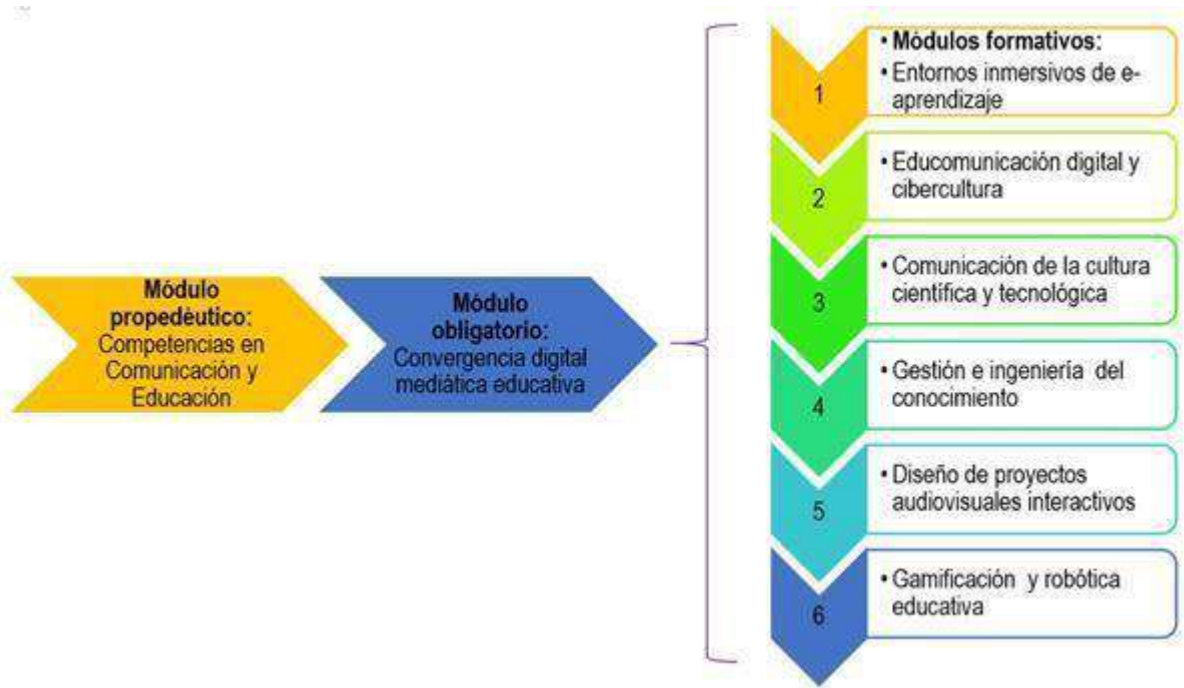 Módulo
propedèutico:
Competencias en
Comunicación y
Educación
Módulo
obligatorio:
Convergencia digital
mediática educativa
1
• Módulos formativos:
• Entornos inmersivos de e-
aprendizaje
2
• Educomunicación digital y
cibercultura
3
• Comunicación de la cultura
científica y tecnológica
4
• Gestión e ingeniería del
conocimiento
5
• Diseño de proyectos
audiovisuales interactivos
6
• Gamificación y robótica
educativa